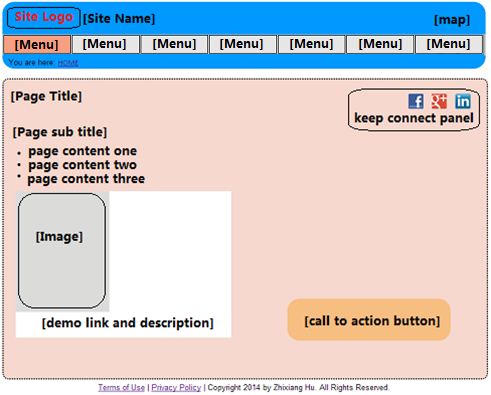 Site Logo [Site Name] [map]
[Menu] [Menu] [Menu] [Menu] [Menu] [Menu] [Menu]
You are here: HOME
[Page Title]
keep connect panel
[Page sub title]
page content one
page content two
page content three
[Image]
[demo link and description]
[call to action button]
Terms of Use | Privacy Policy | Copyright 2014 by Zhixiang Hu. All Rights Reserved.